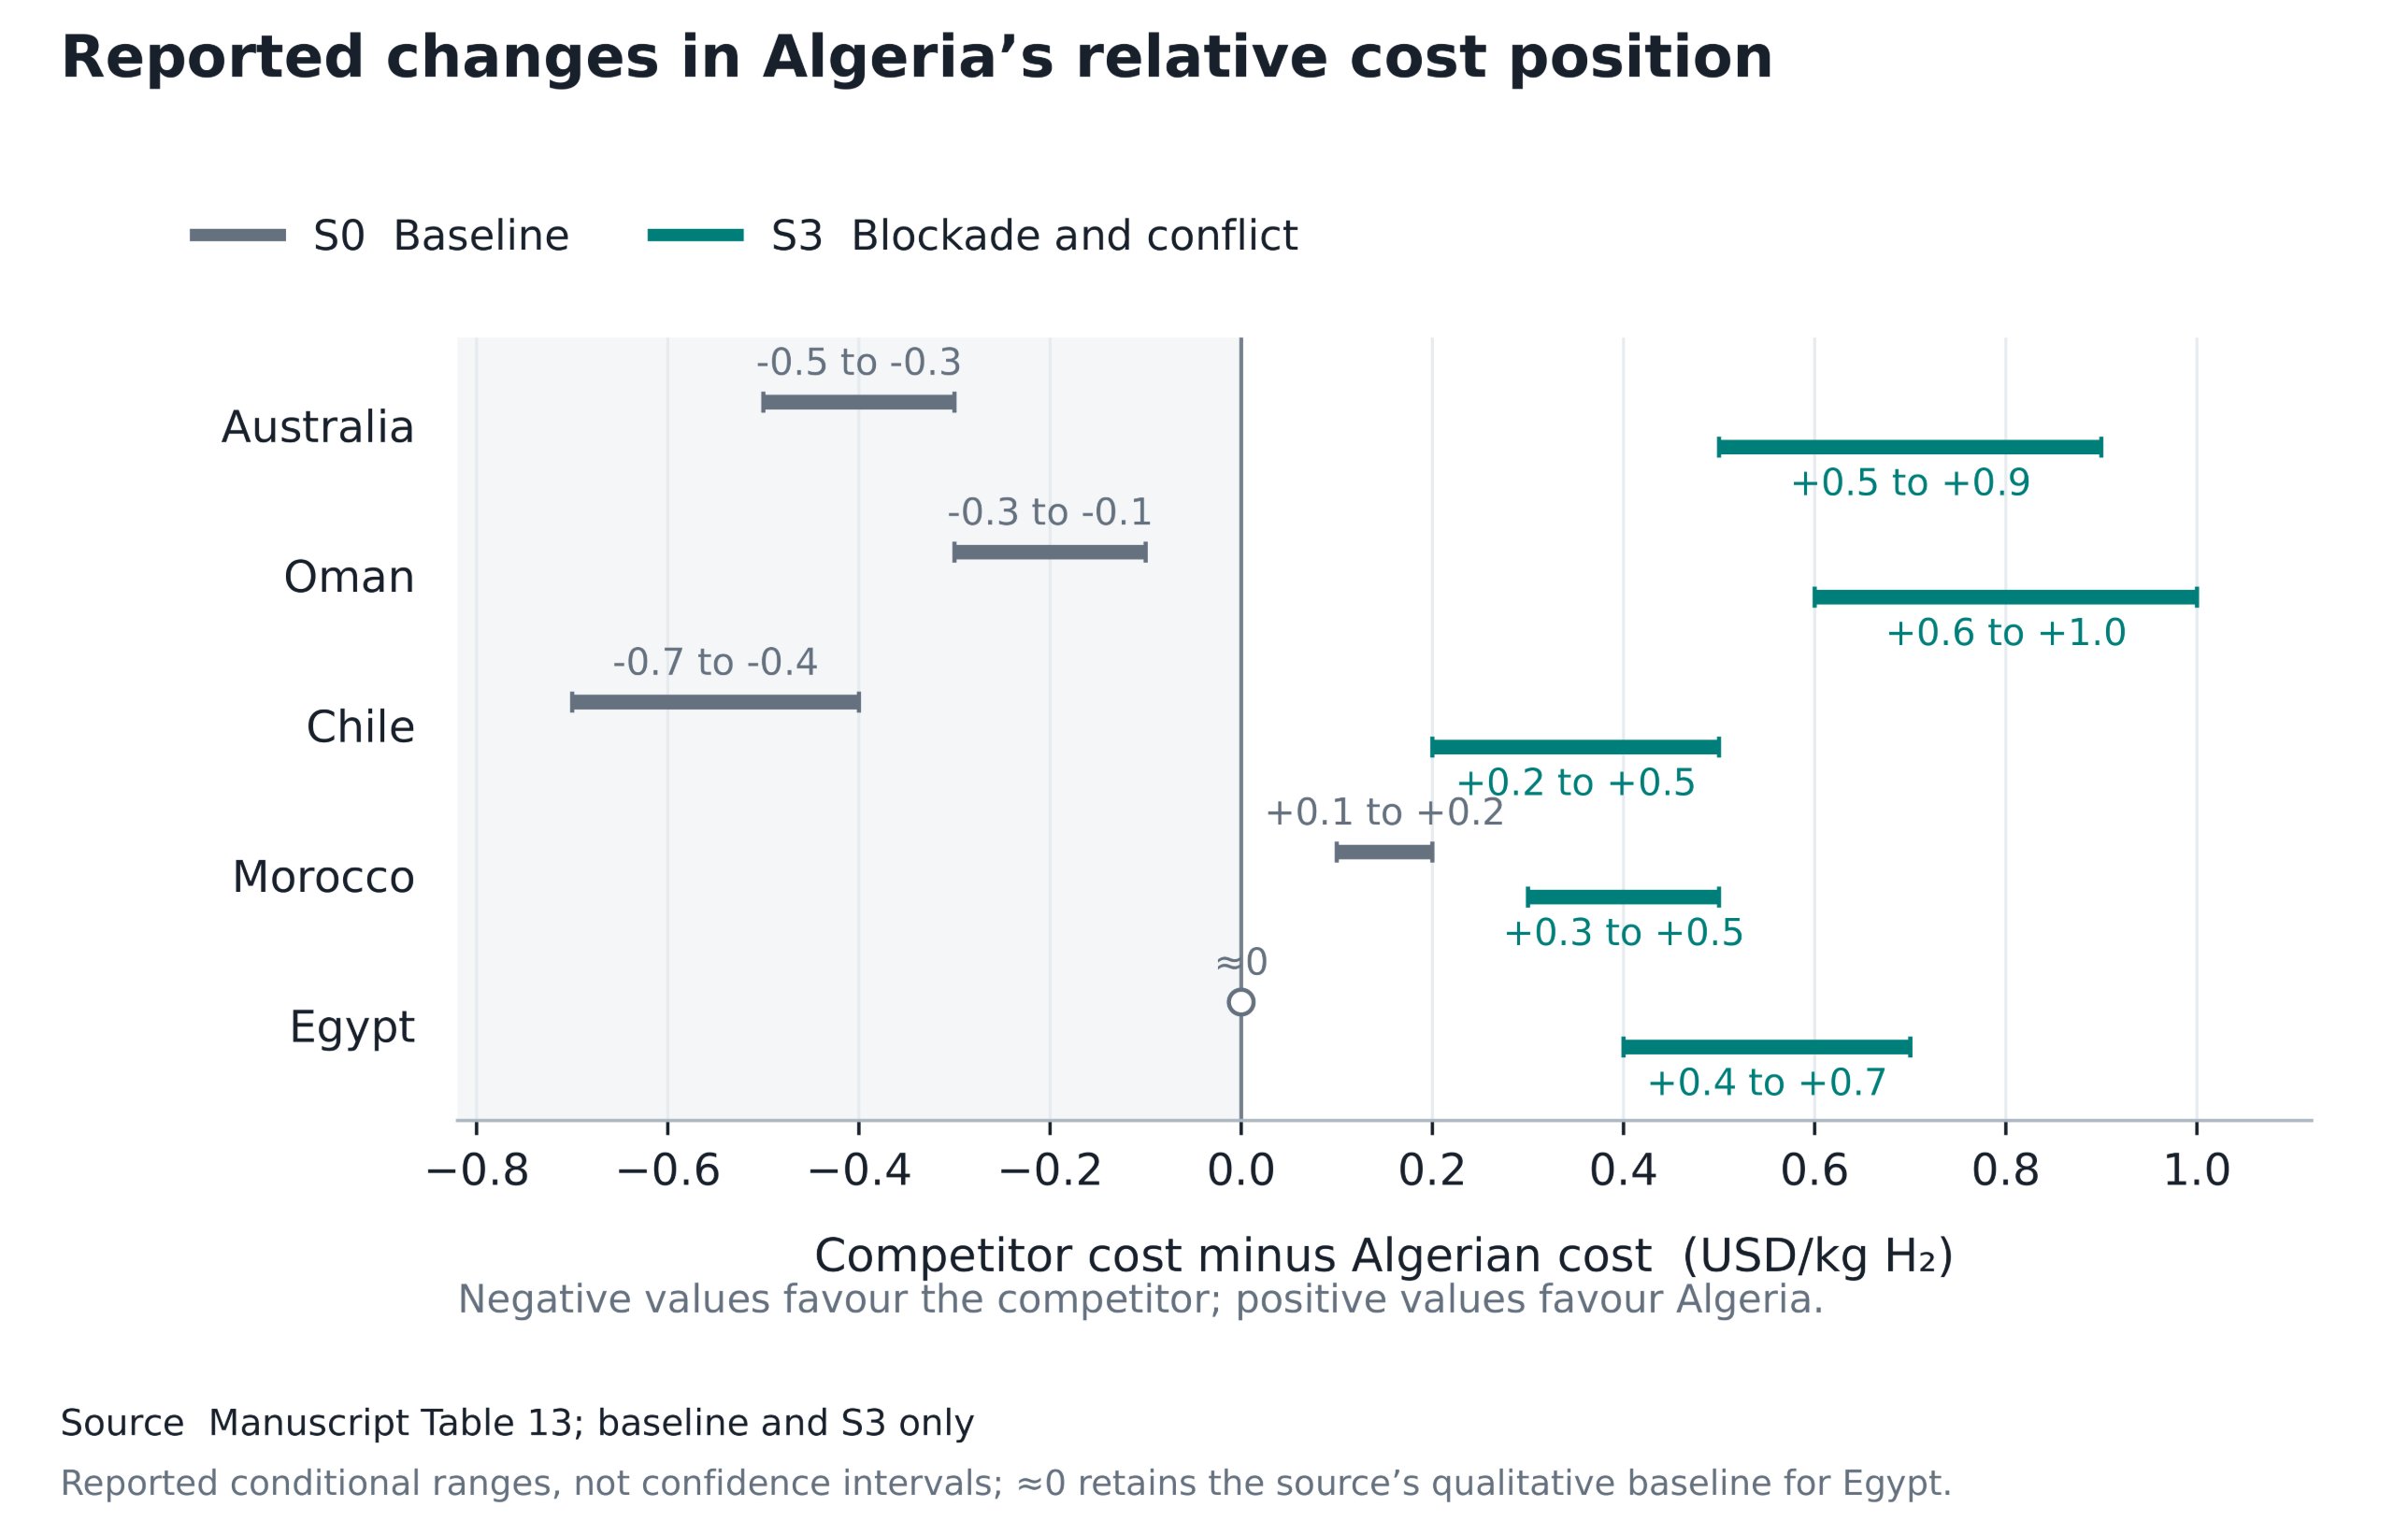 Reported changes in Algeria’s relative cost position
S0  Baseline
S3  Blockade and conflict
-0.5 to -0.3
Australia
+0.5 to +0.9
-0.3 to -0.1
Oman
+0.6 to +1.0
-0.7 to -0.4
Chile
+0.2 to +0.5
+0.1 to +0.2
Morocco
+0.3 to +0.5
≈0
Egypt
+0.4 to +0.7
−0.8 −0.6 −0.4 −0.2 0.0 0.2 0.4 0.6 0.8 1.0
Competitor cost minus Algerian cost  (USD/kg H₂)
Negative values favour the competitor; positive values favour Algeria.
Source  Manuscript Table 13; baseline and S3 only
Reported conditional ranges, not confidence intervals; ≈0 retains the source’s qualitative baseline for Egypt.